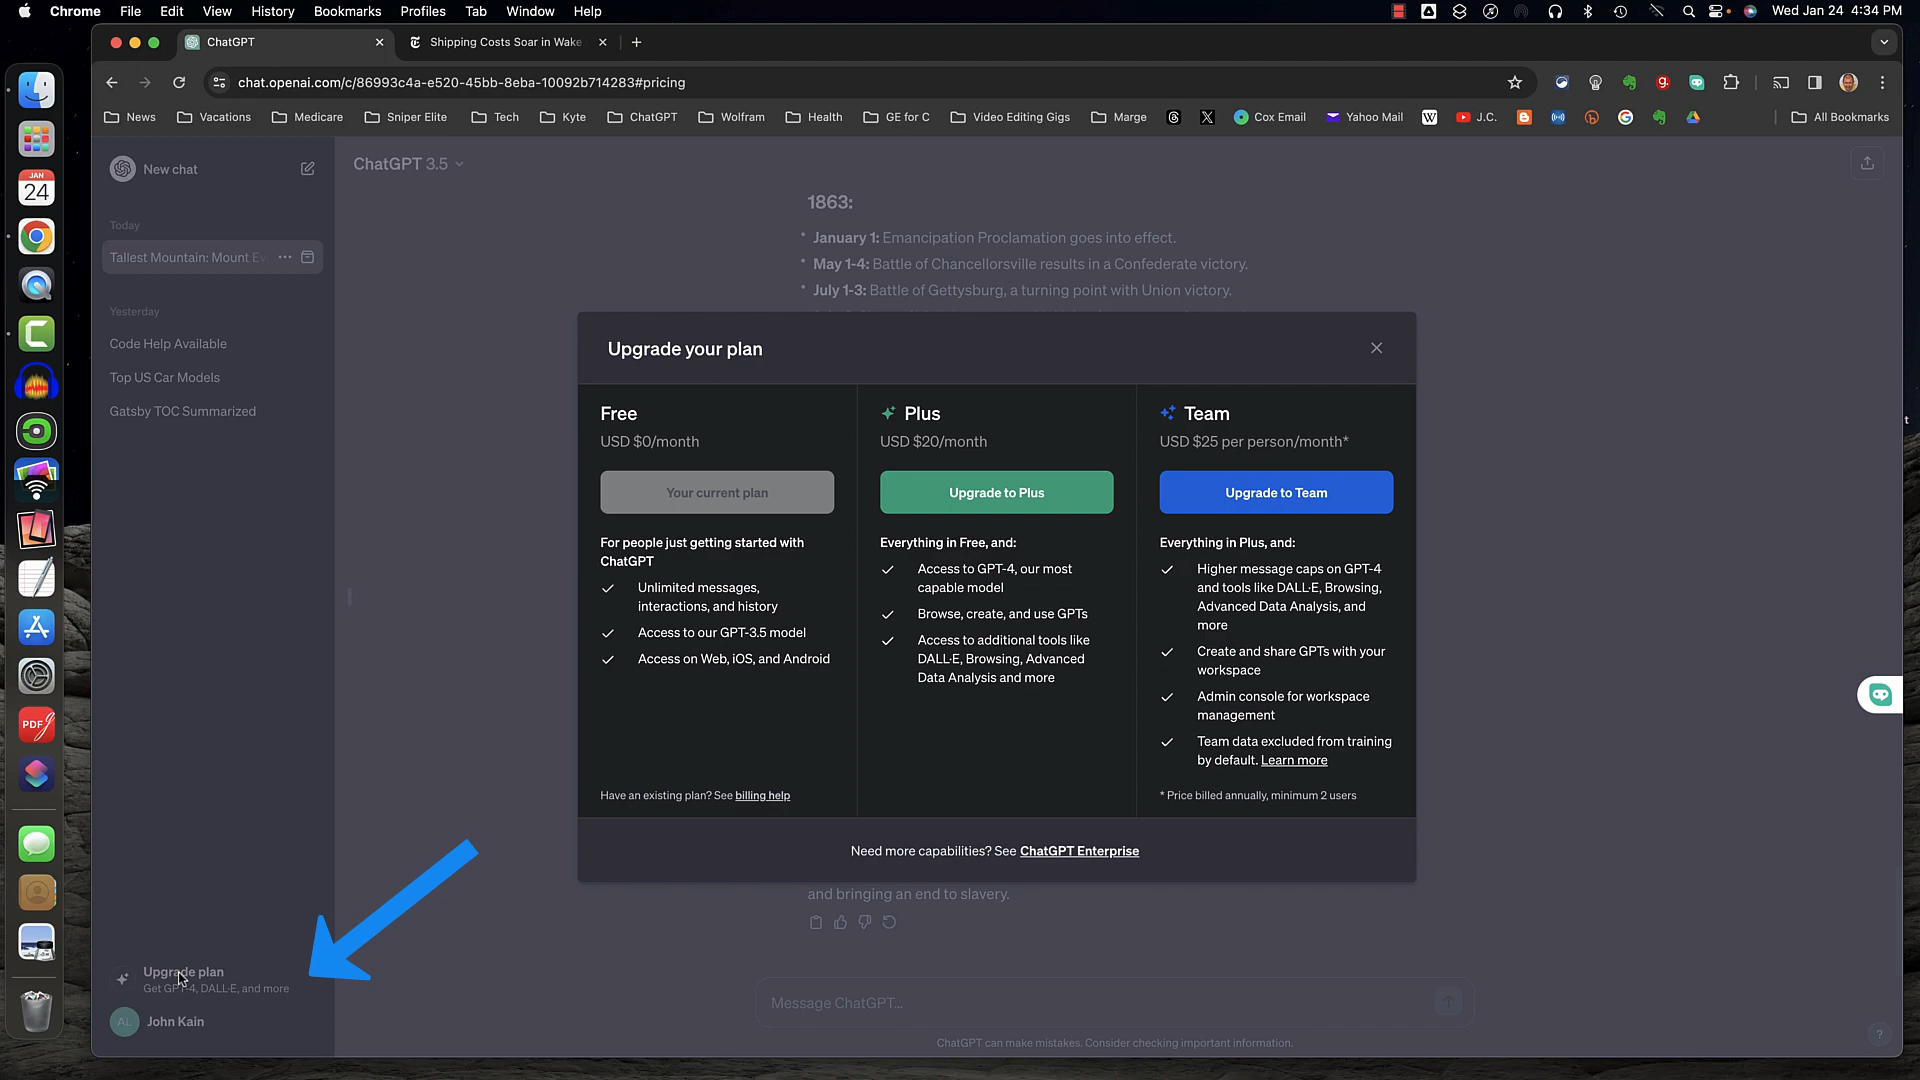 Chrome File Edit View History Bookmarks Profiles Tab Window Help
Wed Jan 24 4:34 PM
ChatGPT
Shipping Costs Soar in Wake
chat.openai.com/c/86993c4a-e520-45bb-8eba-10092b714283#pricing
News Vacations Medicare Sniper Elite Tech Kyte ChatGPT Wolfram Health GE for C Video Editing Gigs Marge Cox Email Yahoo Mail J.C. All Bookmarks
JAN
24
PDF
New chat
Today
Tallest Mountain: Mount Ev
Yesterday
Code Help Available
Top US Car Models
Gatsby TOC Summarized
Upgrade plan
Get GPT-4, DALL·E, and more
AL
John Kain
ChatGPT 3.5
1863:
• January 1: Emancipation Proclamation goes into effect.
• May 1-4: Battle of Chancellorsville results in a Confederate victory.
• July 1-3: Battle of Gettysburg, a turning point with Union victory.
Upgrade your plan
Free
USD $0/month
Your current plan
For people just getting started with
ChatGPT
Unlimited messages,
interactions, and history
Access to our GPT-3.5 model
Access on Web, iOS, and Android
Have an existing plan? See billing help
Plus
USD $20/month
Upgrade to Plus
Everything in Free, and:
Access to GPT-4, our most
capable model
Browse, create, and use GPTs
Access to additional tools like
DALL·E, Browsing, Advanced
Data Analysis and more
Team
USD $25 per person/month*
Upgrade to Team
Everything in Plus, and:
Higher message caps on GPT-4
and tools like DALL·E, Browsing,
Advanced Data Analysis, and
more
Create and share GPTs with your
workspace
Admin console for workspace
management
Team data excluded from training
by default. Learn more
* Price billed annually, minimum 2 users
Need more capabilities? See ChatGPT Enterprise
and bringing an end to slavery.
Message ChatGPT...
ChatGPT can make mistakes. Consider checking important information.
?